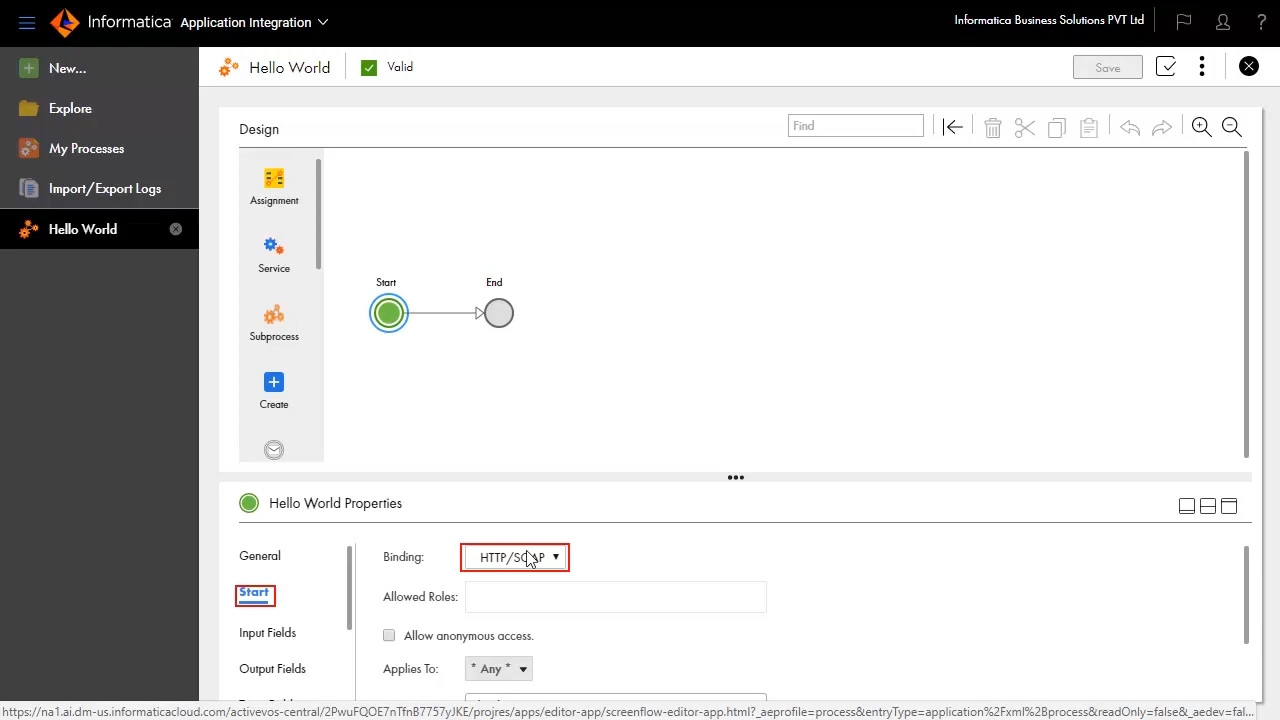 Informatica Application Integration
Informatica Business Solutions PVT Ltd
?
New...
Explore
My Processes
Import/Export Logs
Hello World
Hello World
Valid
Save
Design
Find
Assignment
Service
Subprocess
Create
Start
End
Hello World Properties
General
Start
Input Fields
Output Fields
Binding:
HTTP/SOAP
Allowed Roles:
Allow anonymous access.
Applies To:
* Any *
https://na1.ai.dm-us.informaticacloud.com/activevos-central/2PwuFQOE7nTfnB7757yJKE/projres/apps/editor-app/screenflow-editor-app.html?_aeprofile=process&entryType=application%2Fxml%2Bprocess&readOnly=false&_aedev=fal...